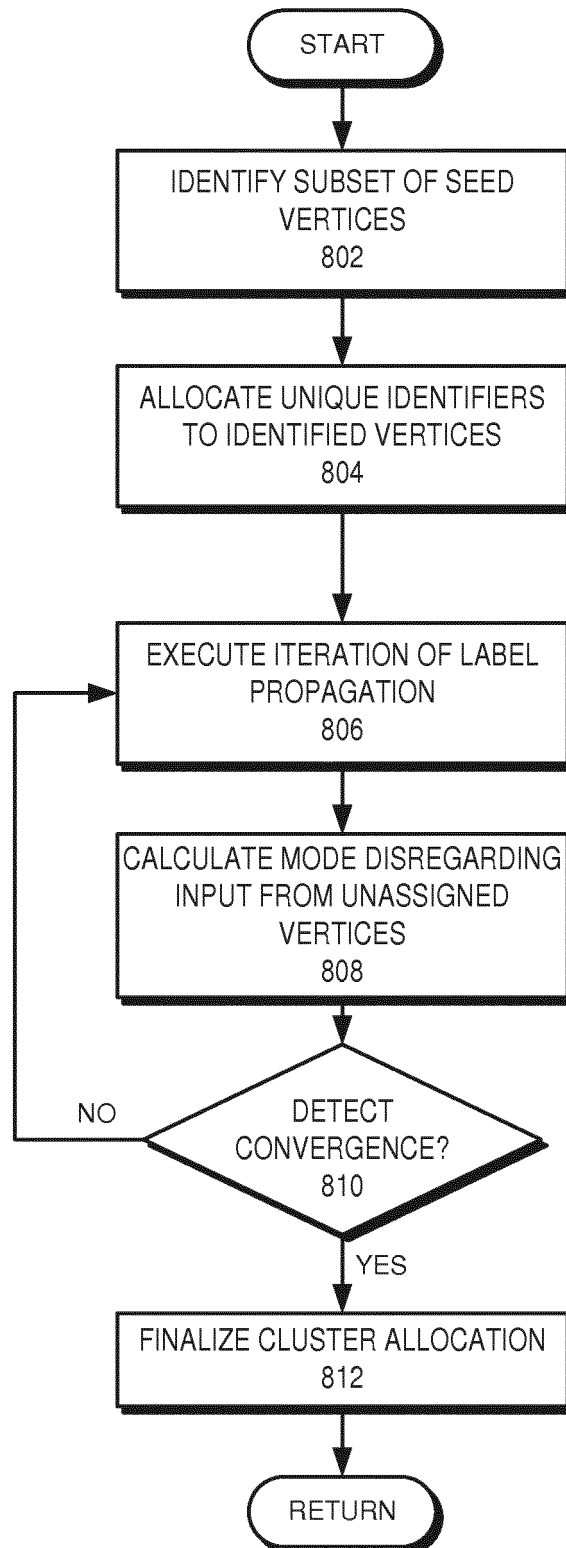 START
IDENTIFY SUBSET OF SEED
VERTICES
802
ALLOCATE UNIQUE IDENTIFIERS
TO IDENTIFIED VERTICES
804
EXECUTE ITERATION OF LABEL
PROPAGATION
806
CALCULATE MODE DISREGARDING
INPUT FROM UNASSIGNED
VERTICES
808
NO
DETECT
CONVERGENCE?
810
YES
FINALIZE CLUSTER ALLOCATION
812
RETURN